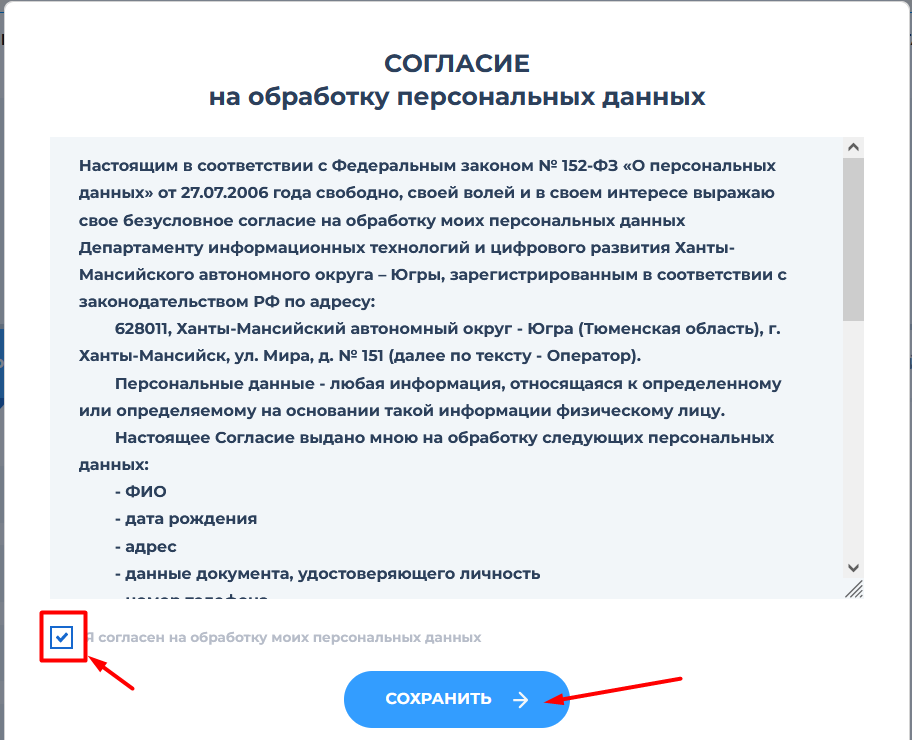 СОГЛАСИЕ
на обработку персональных данных
Настоящим в соответствии с Федеральным законом № 152-ФЗ «О персональных
данных» от 27.07.2006 года свободно, своей волей и в своем интересе выражаю
свое безусловное согласие на обработку моих персональных данных
Департаменту информационных технологий и цифрового развития Ханты-
Мансийского автономного округа – Югры, зарегистрированным в соответствии с
законодательством РФ по адресу:
628011, Ханты-Мансийский автономный округ - Югра (Тюменская область), г.
Ханты-Мансийск, ул. Мира, д. № 151 (далее по тексту - Оператор).
Персональные данные - любая информация, относящаяся к определенному
или определяемому на основании такой информации физическому лицу.
Настоящее Согласие выдано мною на обработку следующих персональных
данных:
- ФИО
- дата рождения
- адрес
- данные документа, удостоверяющего личность
- номер телефона
Я согласен на обработку моих персональных данных
СОХРАНИТЬ